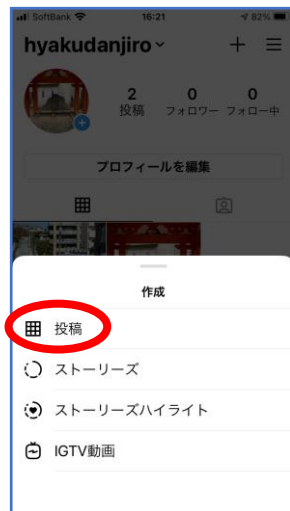 SoftBank 16:21 82%
hyakudanjiro
2 0 0
投稿 フォロワー フォロー中
プロフィールを編集
作成
投稿
ストーリーズ
ストーリーズハイライト
IGTV動画